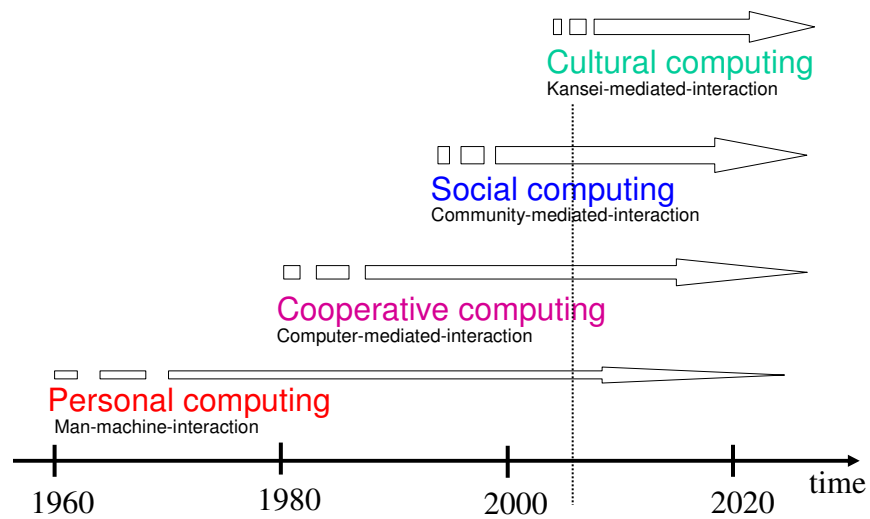 Cultural computing
Kansei-mediated-interaction
Social computing
Community-mediated-interaction
Cooperative computing
Computer-mediated-interaction
Personal computing
Man-machine-interaction
time
1960
1980
2000
2020